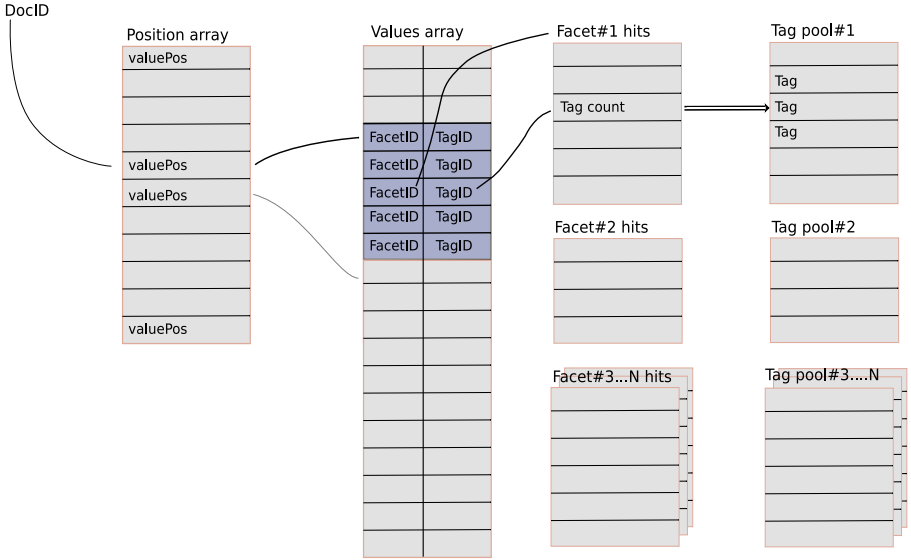 DocID
Position array
valuePos
valuePos
valuePos
valuePos
Values array
FacetID TagID
FacetID TagID
FacetID TagID
FacetID TagID
FacetID TagID
Facet#1 hits
Tag count
Tag pool#1
Tag
Tag
Tag
Facet#2 hits
Tag pool#2
Facet#3...N hits
Tag pool#3....N